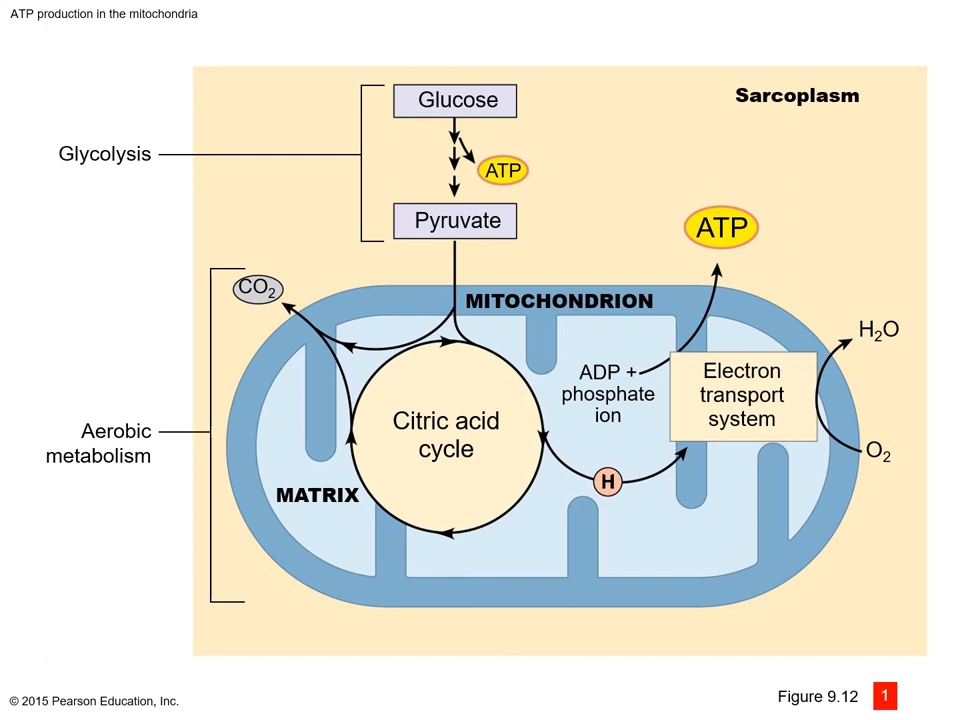 ATP production in the mitochondria
Sarcoplasm
Glucose
Glycolysis
ATP
Pyruvate
ATP
CO₂
MITOCHONDRION
H₂O
ADP +
phosphate
ion
Electron
transport
system
Citric acid
cycle
Aerobic
metabolism
O₂
H
MATRIX
© 2015 Pearson Education, Inc.
Figure 9.12
1